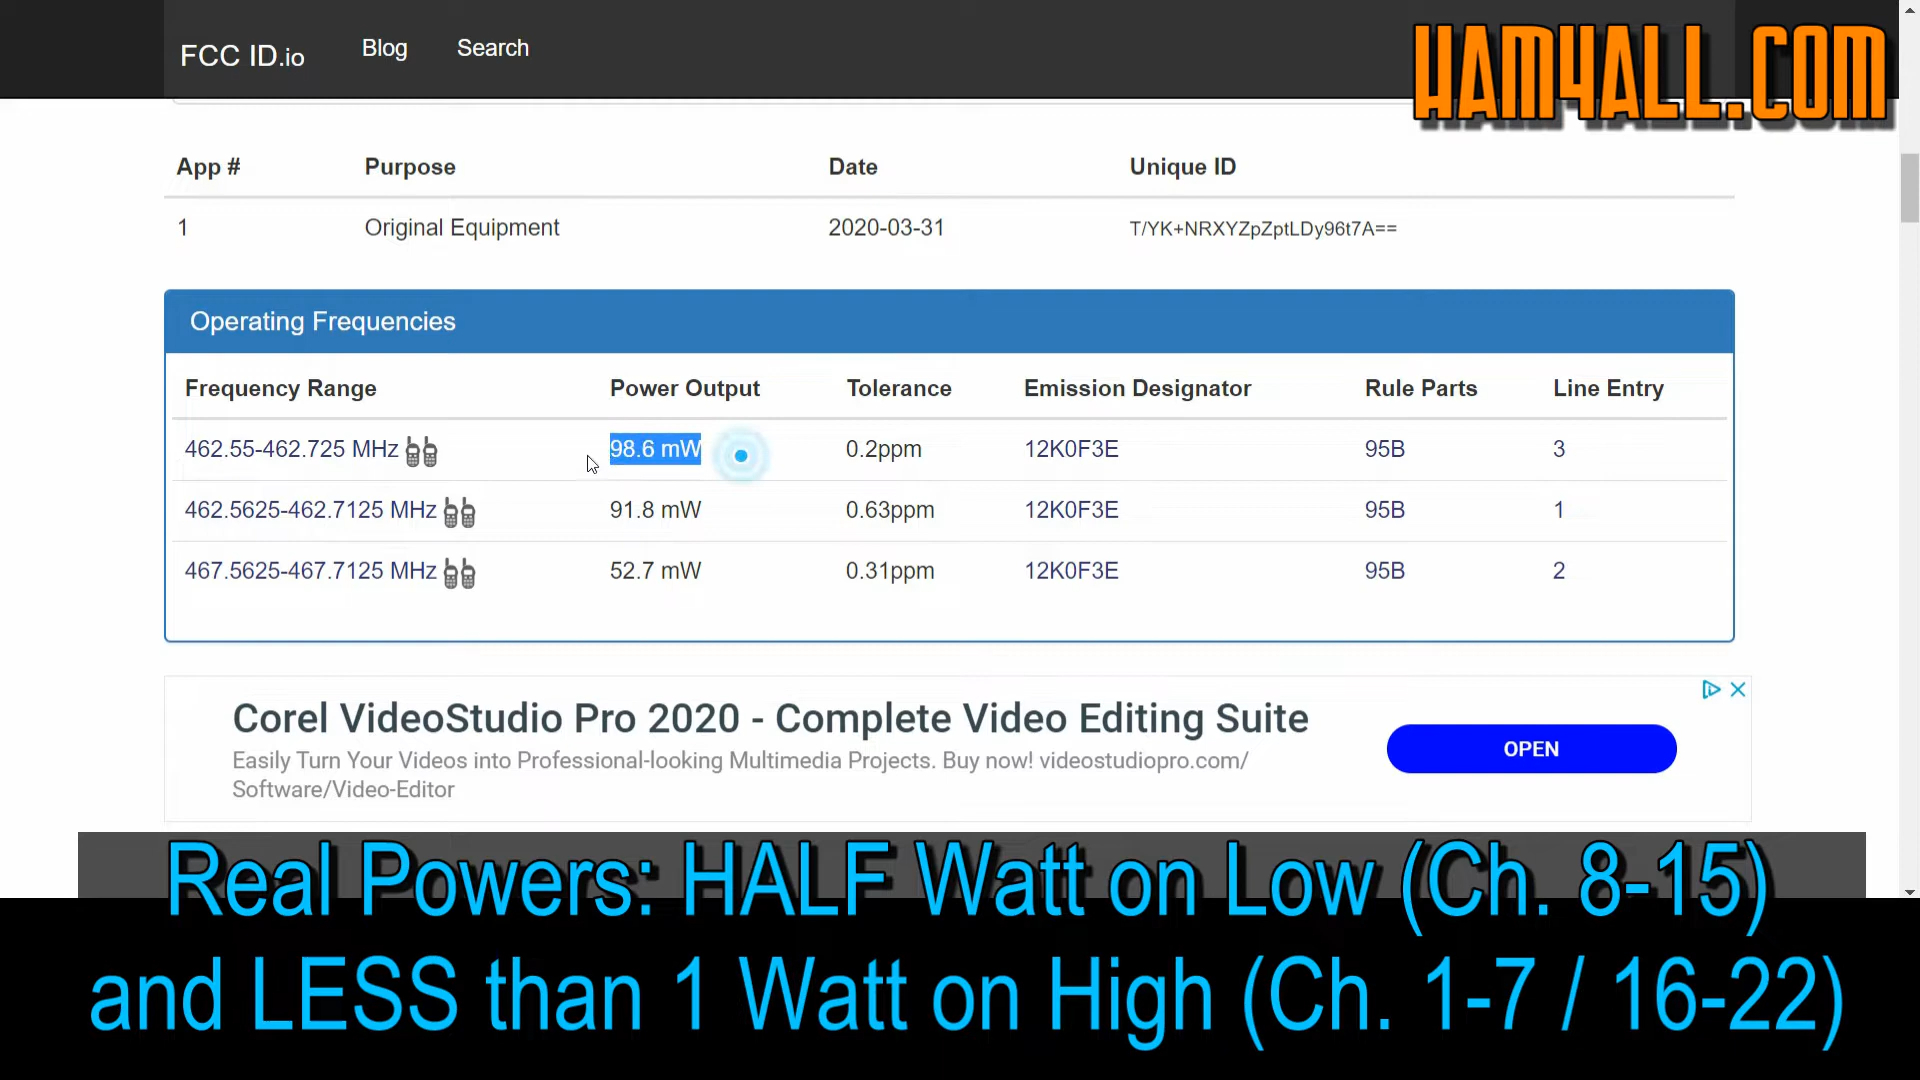 FCC ID.io Blog Search
HAM4ALL.COM
App # Purpose Date Unique ID
1 Original Equipment 2020-03-31 T/YK+NRXYZpZptLDy96t7A==
Operating Frequencies
Frequency Range Power Output Tolerance Emission Designator Rule Parts Line Entry
462.55-462.725 MHz 98.6 mW 0.2ppm 12K0F3E 95B 3
462.5625-462.7125 MHz 91.8 mW 0.63ppm 12K0F3E 95B 1
467.5625-467.7125 MHz 52.7 mW 0.31ppm 12K0F3E 95B 2
Corel VideoStudio Pro 2020 - Complete Video Editing Suite
Easily Turn Your Videos into Professional-looking Multimedia Projects. Buy now! videostudiopro.com/
Software/Video-Editor
OPEN
Real Powers: HALF Watt on Low (Ch. 8-15)
and LESS than 1 Watt on High (Ch. 1-7 / 16-22)